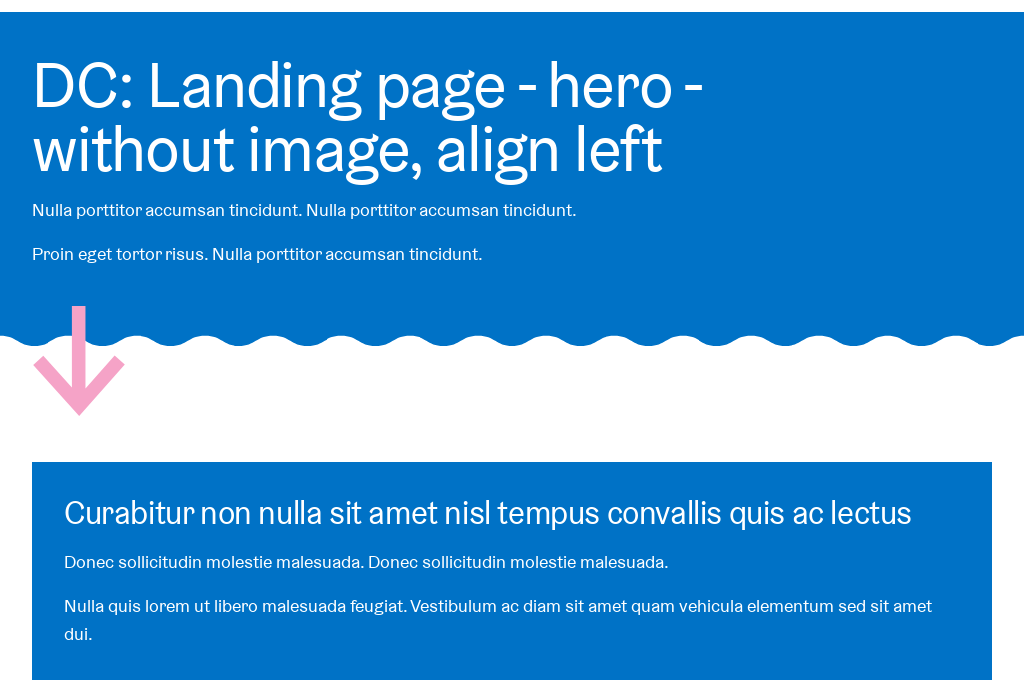 DC: Landing page - hero -
without image, align left
Nulla porttitor accumsan tincidunt. Nulla porttitor accumsan tincidunt.
Proin eget tortor risus. Nulla porttitor accumsan tincidunt.
Curabitur non nulla sit amet nisl tempus convallis quis ac lectus
Donec sollicitudin molestie malesuada. Donec sollicitudin molestie malesuada.
Nulla quis lorem ut libero malesuada feugiat. Vestibulum ac diam sit amet quam vehicula elementum sed sit amet
dui.